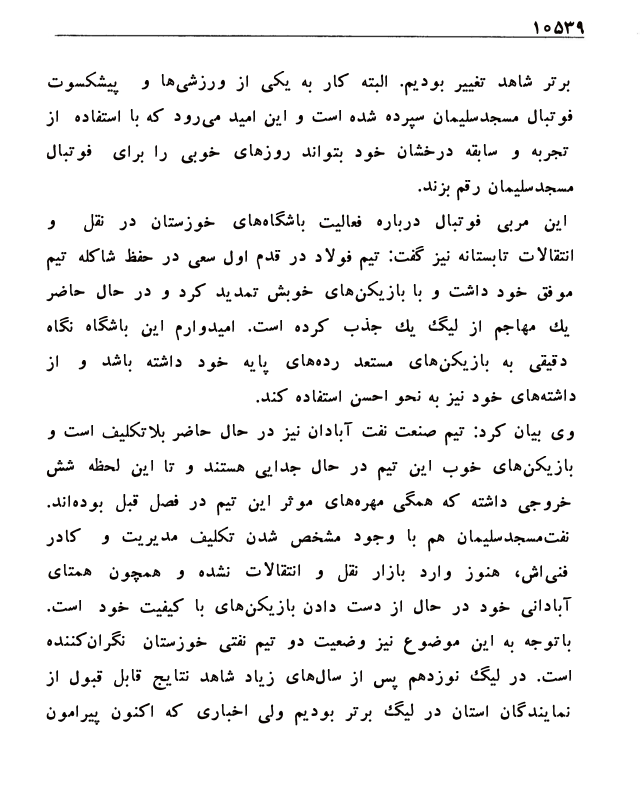 ۱۰۵۳۹
برتر شاهد تغییر بودیم. البته کار به یکی از ورزشی‌ها و پیشکسوت
فوتبال مسجدسلیمان سپرده شده است و این امید می‌رود که با استفاده از
تجربه و سابقه درخشان خود بتواند روزهای خوبی را برای فوتبال
مسجدسلیمان رقم بزند.
این مربی فوتبال درباره فعالیت باشگاه‌های خوزستان در نقل و
انتقالات تابستانه نیز گفت: تیم فولاد در قدم اول سعی در حفظ شاکله تیم
موفق خود داشت و با بازیکن‌های خوبش تمدید کرد و در حال حاضر
یك مهاجم از لیگ یك جذب کرده است. امیدوارم این باشگاه نگاه
دقیقی به بازیکن‌های مستعد رده‌های پایه خود داشته باشد و از
داشته‌های خود نیز به نحو احسن استفاده کند.
وی بیان کرد: تیم صنعت نفت آبادان نیز در حال حاضر بلاتکلیف است و
بازیکن‌های خوب این تیم در حال جدایی هستند و تا این لحظه شش
خروجی داشته که همگی مهره‌های موثر این تیم در فصل قبل بوده‌اند.
نفت‌مسجدسلیمان هم با وجود مشخص شدن تکلیف مدیریت و کادر
فنی‌اش، هنوز وارد بازار نقل و انتقالات نشده و همچون همتای
آبادانی خود در حال از دست دادن بازیکن‌های با کیفیت خود است.
باتوجه به این موضوع نیز وضعیت دو تیم نفتی خوزستان نگران‌کننده
است. در لیگ نوزدهم پس از سال‌های زیاد شاهد نتایج قابل قبول از
نمایندگان استان در لیگ برتر بودیم ولی اخباری که اکنون پیرامون